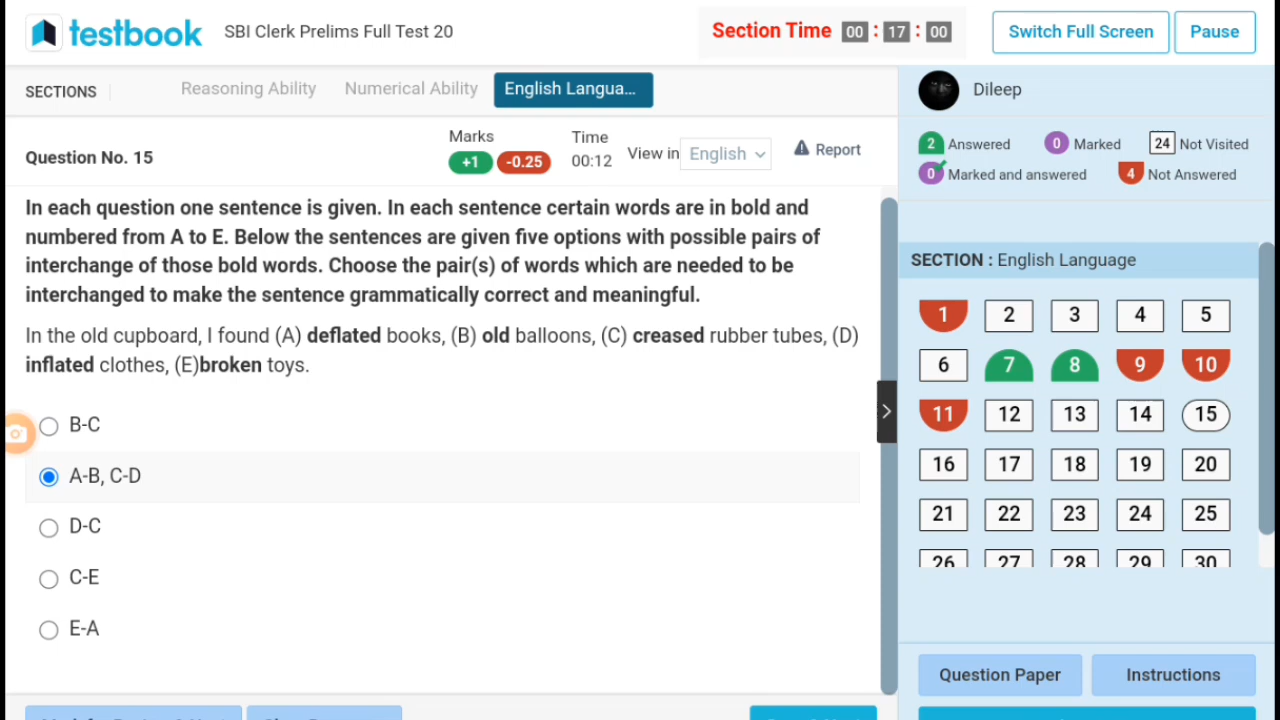 testbook
SBI Clerk Prelims Full Test 20
Section Time 00 : 17 : 00
Switch Full Screen
Pause
SECTIONS
Reasoning Ability
Numerical Ability
English Langua...
Dileep
Question No. 15
Marks
+1 -0.25
Time
00:12
View in English
Report
2 Answered
0 Marked
24 Not Visited
0 Marked and answered
4 Not Answered
In each question one sentence is given. In each sentence certain words are in bold and
numbered from A to E. Below the sentences are given five options with possible pairs of
interchange of those bold words. Choose the pair(s) of words which are needed to be
interchanged to make the sentence grammatically correct and meaningful.
In the old cupboard, I found (A) deflated books, (B) old balloons, (C) creased rubber tubes, (D)
inflated clothes, (E)broken toys.
B-C
A-B, C-D
D-C
C-E
E-A
SECTION : English Language
1 2 3 4 5
6 7 8 9 10
11 12 13 14 15
16 17 18 19 20
21 22 23 24 25
26 27 28 29 30
Question Paper
Instructions